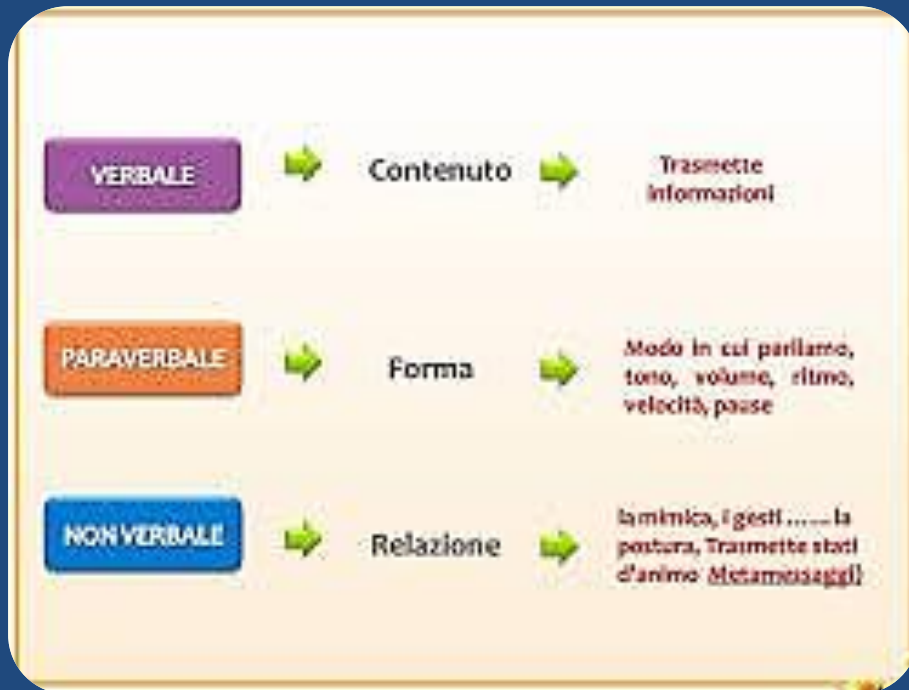 VERBALE
Contenuto
Trasmette
informazioni
PARAVERBALE
Forma
Modo in cui parliamo,
tono, volume, ritmo,
velocità, pause
NON VERBALE
Relazione
la mimica, i gesti ...... la
postura, Trasmette stati
d'animo Metamessaggi)